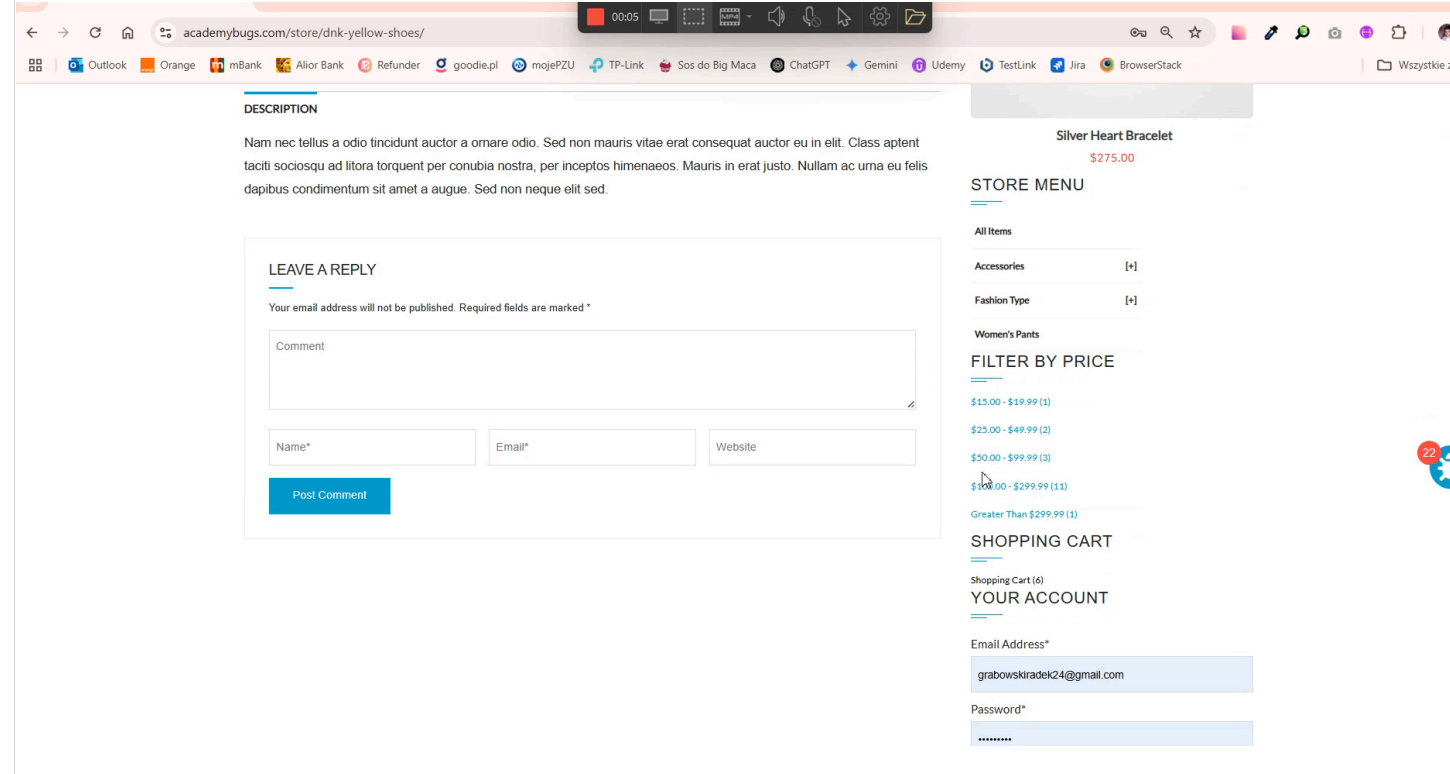 00:05
MP4
academybugs.com/store/dnk-yellow-shoes/
Outlook
Orange
mBank
Alior Bank
Refunder
goodie.pl
mojePZU
TP-Link
Sos do Big Maca
ChatGPT
Gemini
Udemy
TestLink
Jira
BrowserStack
Wszystkie
DESCRIPTION
Nam nec tellus a odio tincidunt auctor a ornare odio. Sed non mauris vitae erat consequat auctor eu in elit. Class aptent
taciti sociosqu ad litora torquent per conubia nostra, per inceptos himenaeos. Mauris in erat justo. Nullam ac urna eu felis
dapibus condimentum sit amet a augue. Sed non neque elit sed.
LEAVE A REPLY
Your email address will not be published. Required fields are marked *
Comment
Name*
Email*
Website
Post Comment
Silver Heart Bracelet
$275.00
STORE MENU
All Items
Accessories [+]
Fashion Type [+]
Women's Pants
FILTER BY PRICE
$15.00 - $19.99 (1)
$25.00 - $49.99 (2)
$50.00 - $99.99 (3)
$100.00 - $299.99 (11)
Greater Than $299.99 (1)
SHOPPING CART
Shopping Cart (6)
YOUR ACCOUNT
Email Address*
grabowskiradek24@gmail.com
Password*
22